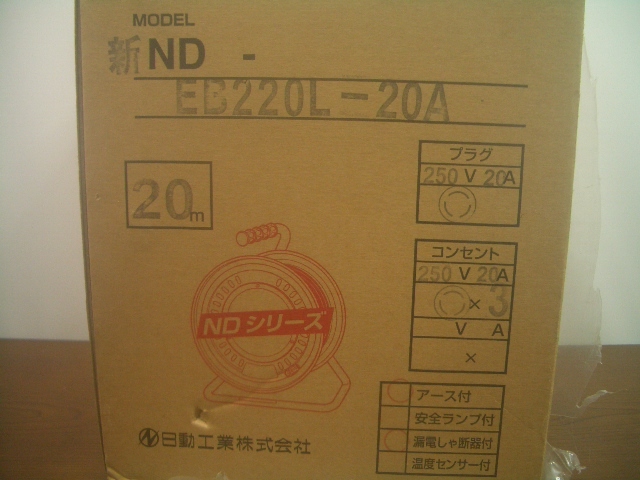 MODEL
新ND -
EB220L-20A
20m
プラグ
250 V 20A
コンセント
250 V 20A
× 3
V A
×
NDシリーズ
アース付
安全ランプ付
漏電しゃ断器付
温度センサー付
日動工業株式会社